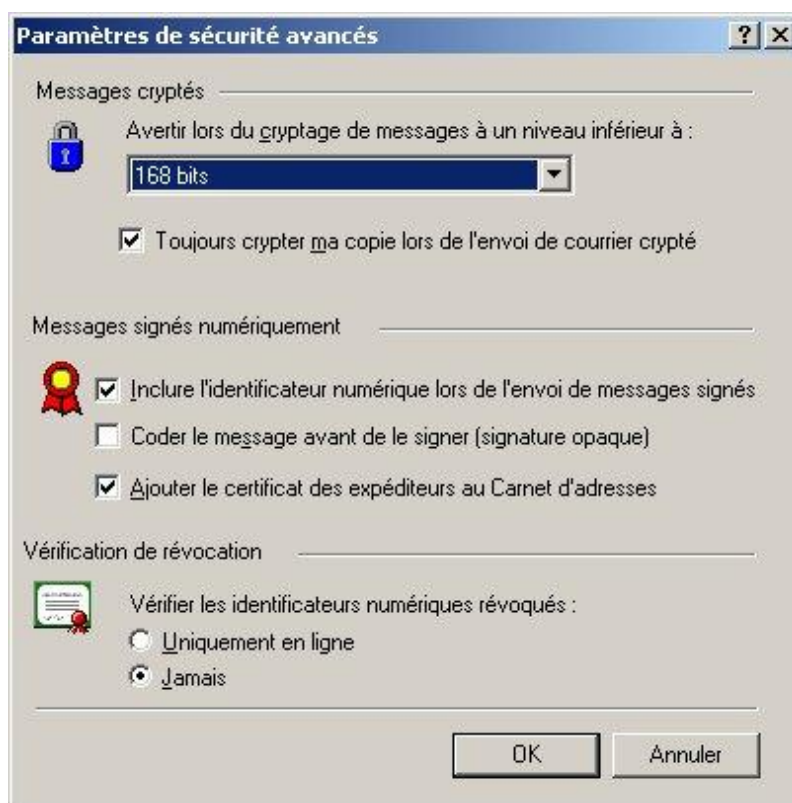 Paramètres de sécurité avancés
Messages cryptés
Avertir lors du cryptage de messages à un niveau inférieur à :
168 bits
Toujours crypter ma copie lors de l'envoi de courrier crypté
Messages signés numériquement
Inclure l'identificateur numérique lors de l'envoi de messages signés
Coder le message avant de le signer (signature opaque)
Ajouter le certificat des expéditeurs au Carnet d'adresses
Vérification de révocation
Vérifier les identificateurs numériques révoqués :
Uniquement en ligne
Jamais
OK
Annuler